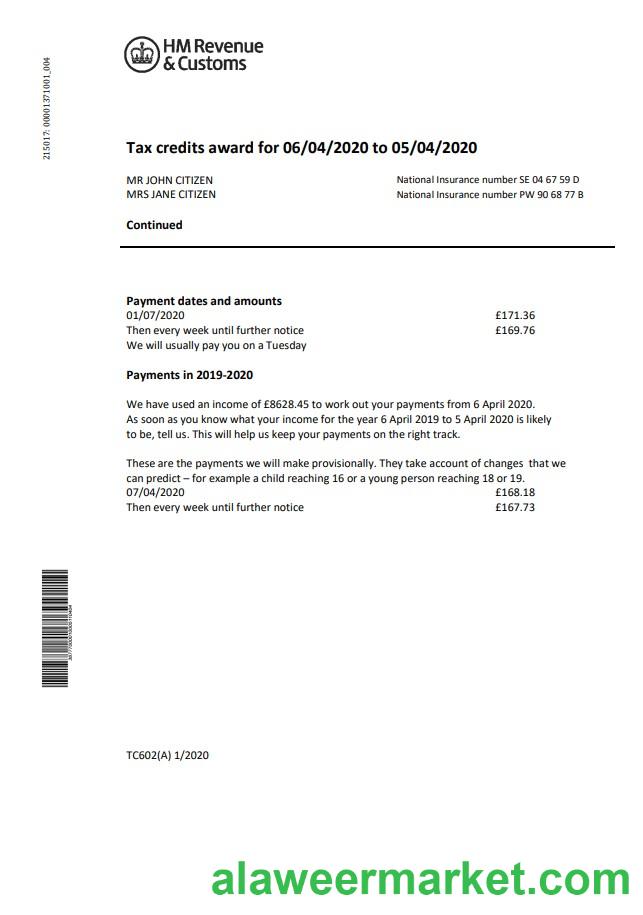 215017: 00001371001_004
HM Revenue
& Customs
Tax credits award for 06/04/2020 to 05/04/2020
MR JOHN CITIZEN National Insurance number SE 04 67 59 D
MRS JANE CITIZEN National Insurance number PW 90 68 77 B
Continued
Payment dates and amounts
01/07/2020 £171.36
Then every week until further notice £169.76
We will usually pay you on a Tuesday
Payments in 2019-2020
We have used an income of £8628.45 to work out your payments from 6 April 2020.
As soon as you know what your income for the year 6 April 2019 to 5 April 2020 is likely
to be, tell us. This will help us keep your payments on the right track.
These are the payments we will make provisionally. They take account of changes that we
can predict – for example a child reaching 16 or a young person reaching 18 or 19.
07/04/2020 £168.18
Then every week until further notice £167.73
TC602(A) 1/2020
alaweermarket.com